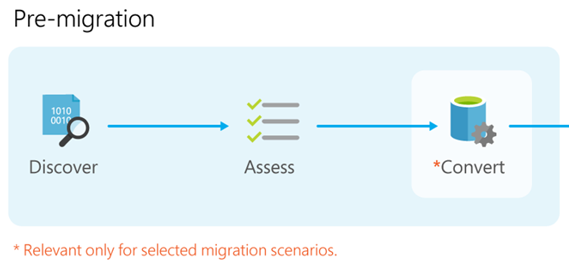 Pre-migration
1010
0010
Discover
Assess
*Convert
* Relevant only for selected migration scenarios.